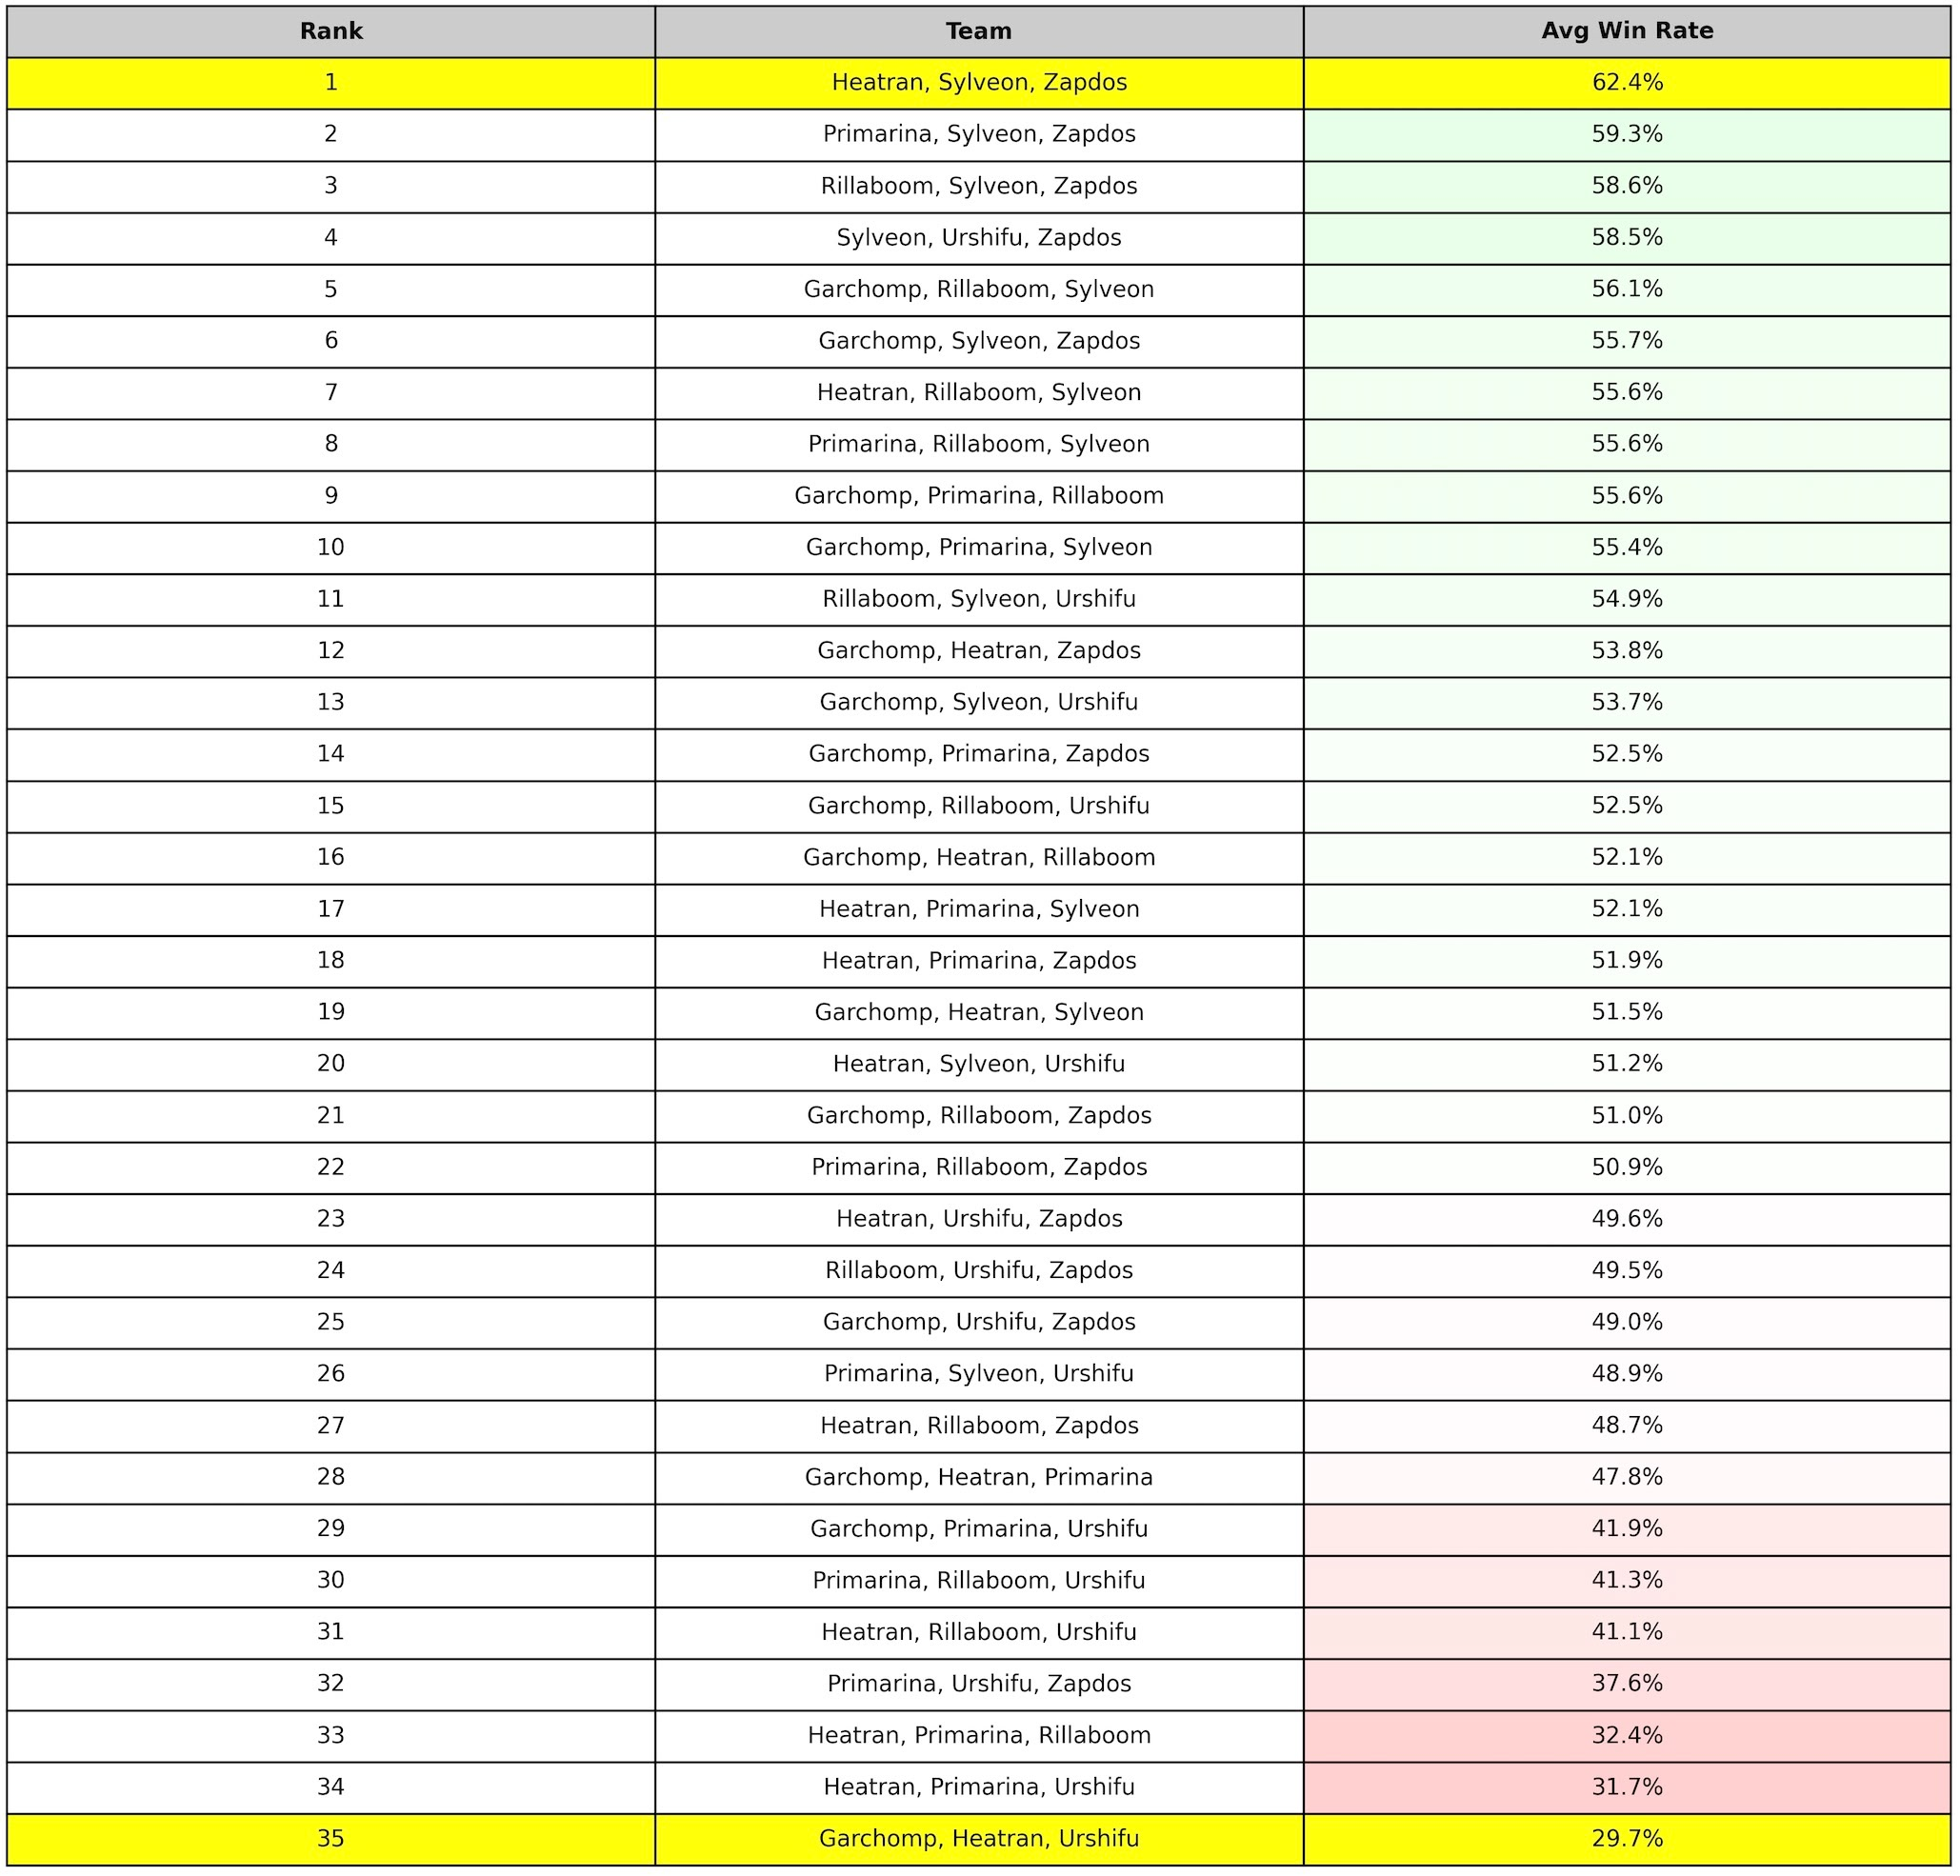 Rank Team Avg Win Rate
1 Heatran, Sylveon, Zapdos 62.4%
2 Primarina, Sylveon, Zapdos 59.3%
3 Rillaboom, Sylveon, Zapdos 58.6%
4 Sylveon, Urshifu, Zapdos 58.5%
5 Garchomp, Rillaboom, Sylveon 56.1%
6 Garchomp, Sylveon, Zapdos 55.7%
7 Heatran, Rillaboom, Sylveon 55.6%
8 Primarina, Rillaboom, Sylveon 55.6%
9 Garchomp, Primarina, Rillaboom 55.6%
10 Garchomp, Primarina, Sylveon 55.4%
11 Rillaboom, Sylveon, Urshifu 54.9%
12 Garchomp, Heatran, Zapdos 53.8%
13 Garchomp, Sylveon, Urshifu 53.7%
14 Garchomp, Primarina, Zapdos 52.5%
15 Garchomp, Rillaboom, Urshifu 52.5%
16 Garchomp, Heatran, Rillaboom 52.1%
17 Heatran, Primarina, Sylveon 52.1%
18 Heatran, Primarina, Zapdos 51.9%
19 Garchomp, Heatran, Sylveon 51.5%
20 Heatran, Sylveon, Urshifu 51.2%
21 Garchomp, Rillaboom, Zapdos 51.0%
22 Primarina, Rillaboom, Zapdos 50.9%
23 Heatran, Urshifu, Zapdos 49.6%
24 Rillaboom, Urshifu, Zapdos 49.5%
25 Garchomp, Urshifu, Zapdos 49.0%
26 Primarina, Sylveon, Urshifu 48.9%
27 Heatran, Rillaboom, Zapdos 48.7%
28 Garchomp, Heatran, Primarina 47.8%
29 Garchomp, Primarina, Urshifu 41.9%
30 Primarina, Rillaboom, Urshifu 41.3%
31 Heatran, Rillaboom, Urshifu 41.1%
32 Primarina, Urshifu, Zapdos 37.6%
33 Heatran, Primarina, Rillaboom 32.4%
34 Heatran, Primarina, Urshifu 31.7%
35 Garchomp, Heatran, Urshifu 29.7%